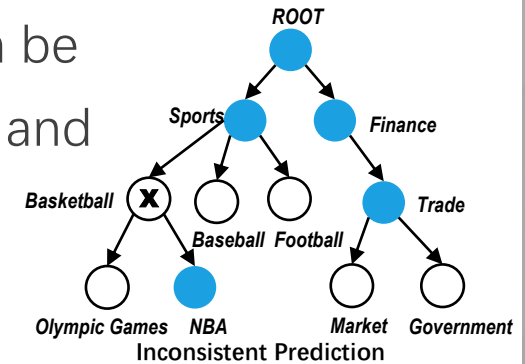 n be
and
ROOT
Sports
Finance
Basketball
X
Baseball
Football
Trade
Olympic Games
NBA
Market
Government
Inconsistent Prediction